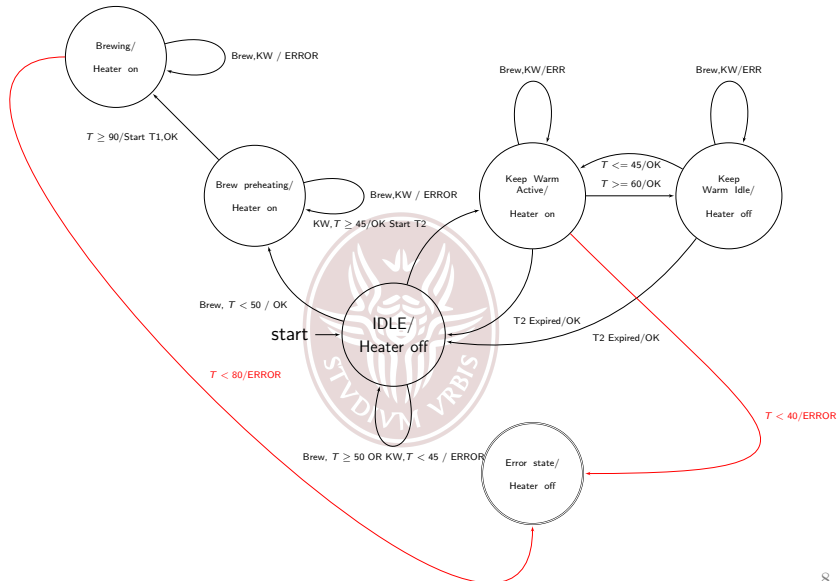 Brewing/
Heater on
Brew,KW / ERROR
Brew,KW/ERR
Brew,KW/ERR
T ≥ 90/Start T1,OK
T <= 45/OK
Keep Warm
Active/
Heater on
T >= 60/OK
Keep
Warm Idle/
Heater off
Brew preheating/
Heater on
Brew,KW / ERROR
KW,T ≥ 45/OK Start T2
Brew, T < 50 / OK
IDLE/
Heater off
start
T2 Expired/OK
T2 Expired/OK
STVDIVM VRBIS
T < 80/ERROR
T < 40/ERROR
Brew, T ≥ 50 OR KW,T < 45 / ERROR
Error state/
Heater off
8